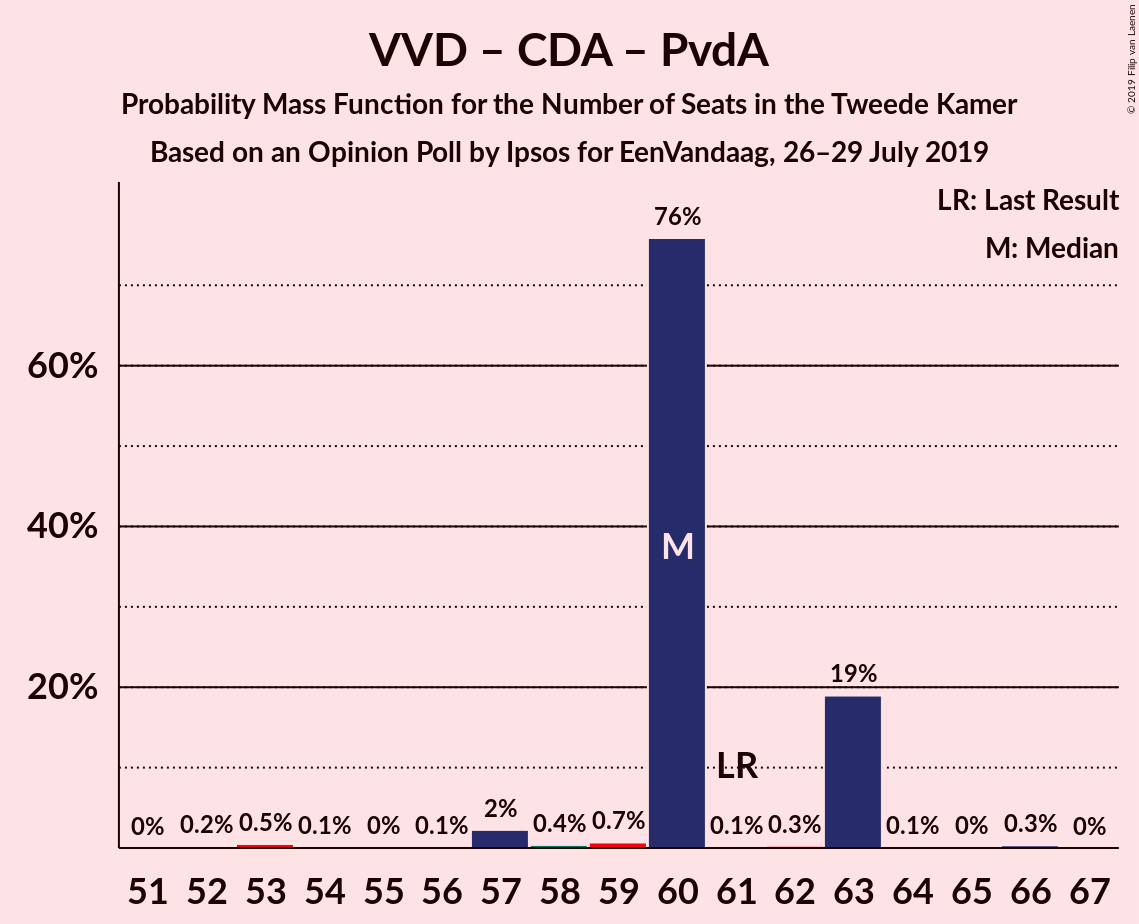 VVD – CDA – PvdA
Probability Mass Function for the Number of Seats in the Tweede Kamer
Based on an Opinion Poll by Ipsos for EenVandaag, 26–29 July 2019
© 2019 Filip van Laenen
LR: Last Result
M: Median
76%
60%
M
40%
19%
20%
LR
0% 0.2% 0.5% 0.1% 0% 0.1% 2% 0.4% 0.7% 0.1% 0.3% 0.1% 0% 0.3% 0%
51 52 53 54 55 56 57 58 59 60 61 62 63 64 65 66 67